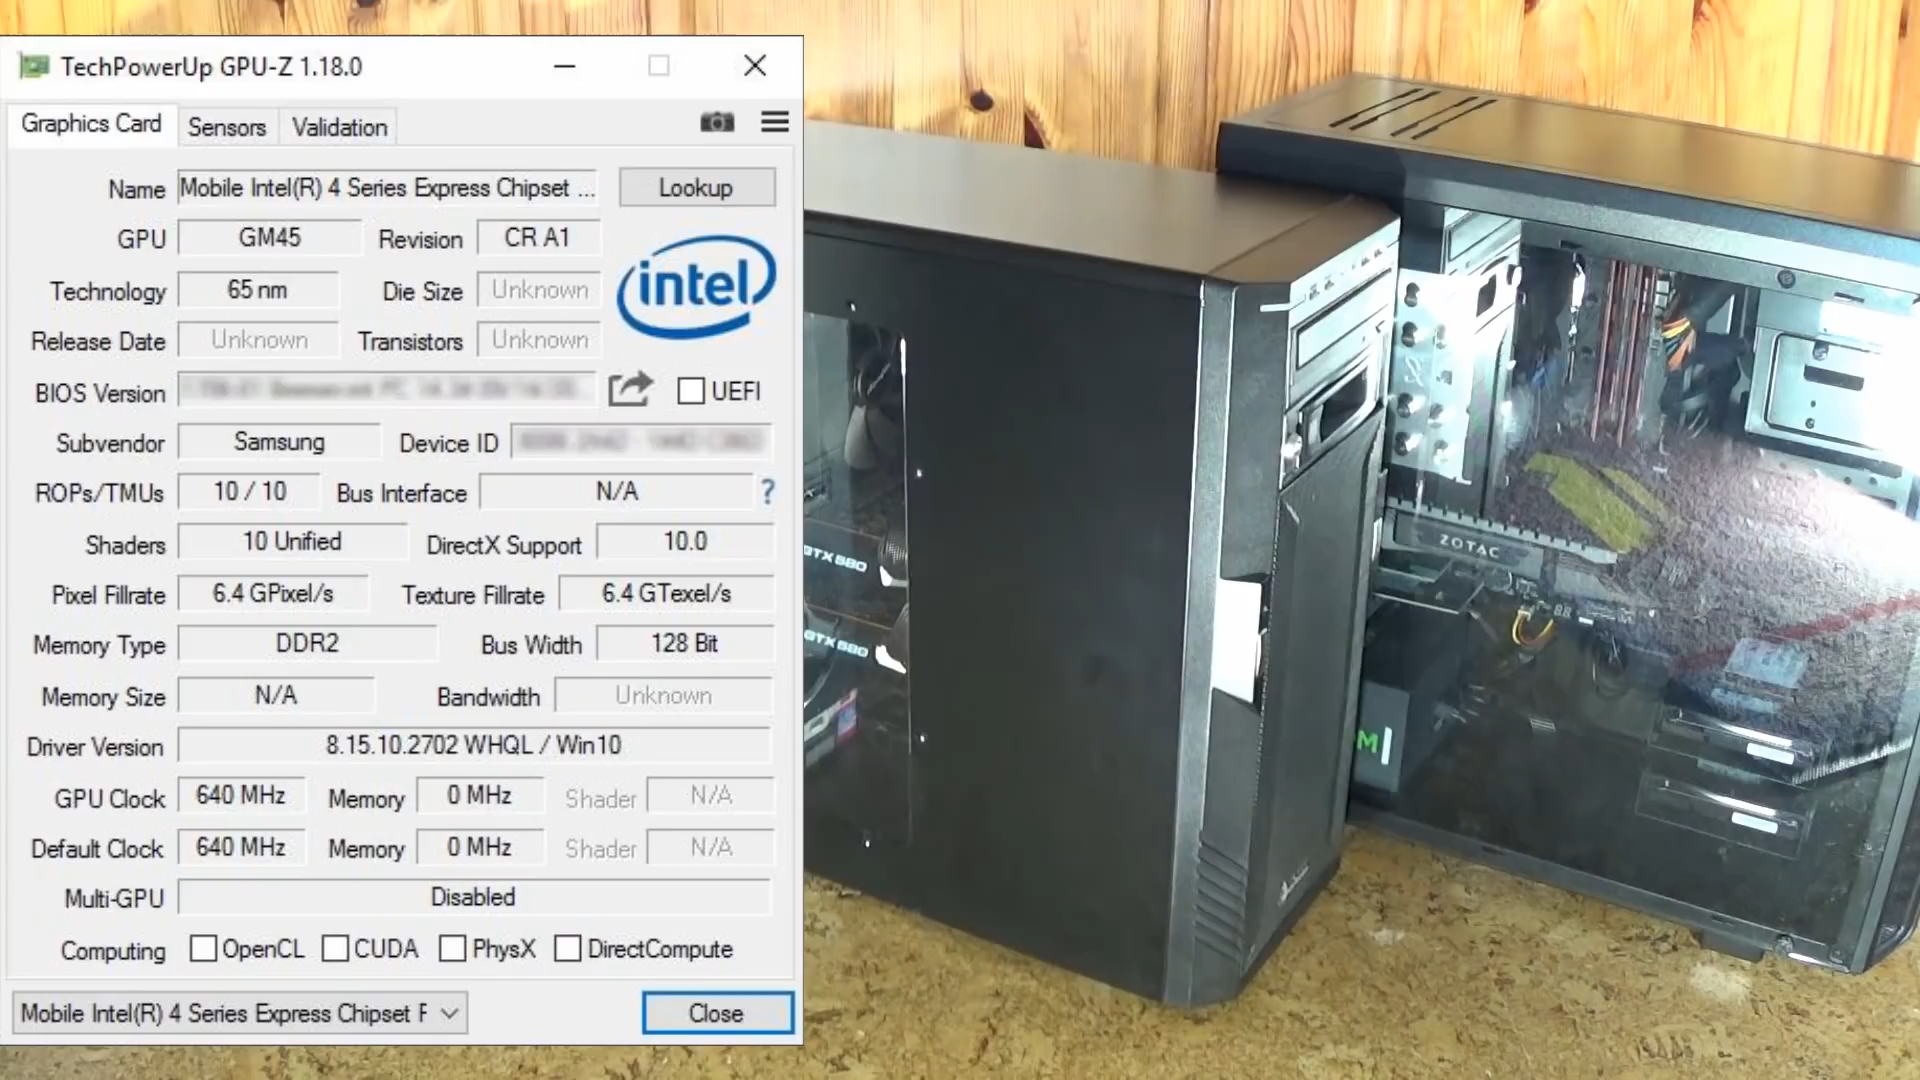 TechPowerUp GPU-Z 1.18.0
Graphics Card Sensors Validation
Name Mobile Intel(R) 4 Series Express Chipset ... Lookup
GPU GM45 Revision CR A1
intel
Technology 65 nm Die Size Unknown
Release Date Unknown Transistors Unknown
BIOS Version UEFI
Subvendor Samsung Device ID
ROPs/TMUs 10 / 10 Bus Interface N/A ?
Shaders 10 Unified DirectX Support 10.0
Pixel Fillrate 6.4 GPixel/s Texture Fillrate 6.4 GTexel/s
Memory Type DDR2 Bus Width 128 Bit
Memory Size N/A Bandwidth Unknown
Driver Version 8.15.10.2702 WHQL / Win10
GPU Clock 640 MHz Memory 0 MHz Shader N/A
Default Clock 640 MHz Memory 0 MHz Shader N/A
Multi-GPU Disabled
Computing OpenCL CUDA PhysX DirectCompute
Mobile Intel(R) 4 Series Express Chipset F Close
GTX 580
GTX 580
ZOTAC